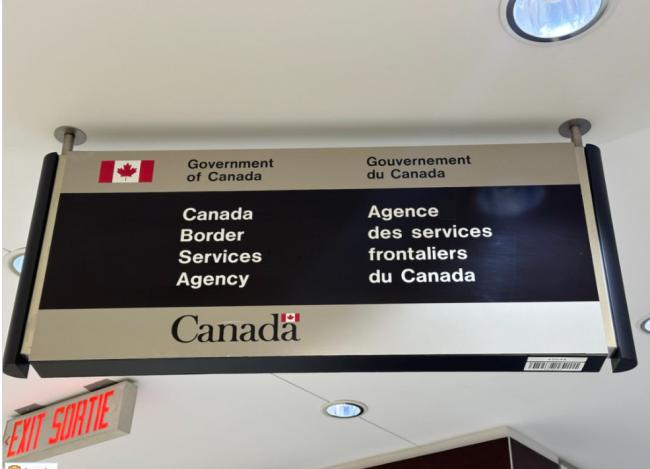 Government
of Canada
Gouvernement
du Canada
Canada
Border
Services
Agency
Agence
des services
frontaliers
du Canada
Canada
EXIT SORTIE